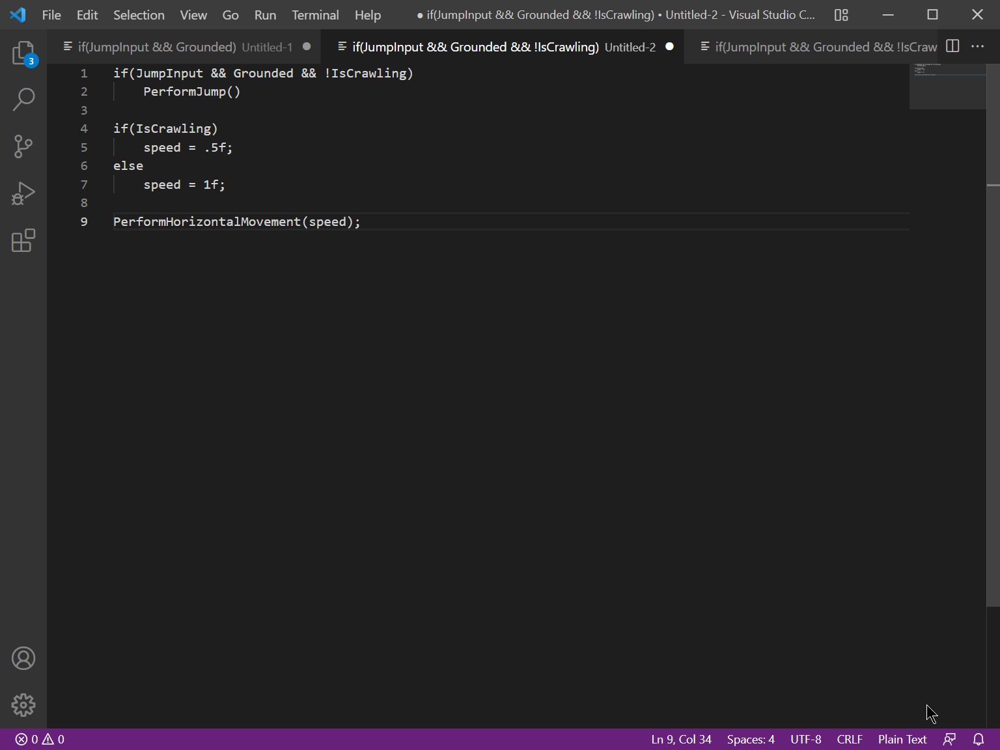 File Edit Selection View Go Run Terminal Help ● if(JumpInput && Grounded && !IsCrawling) • Untitled-2 - Visual Studio C...
if(JumpInput && Grounded) Untitled-1 if(JumpInput && Grounded && !IsCrawling) Untitled-2 if(JumpInput && Grounded && !IsCraw
3
1 if(JumpInput && Grounded && !IsCrawling)
2 PerformJump()
3
4 if(IsCrawling)
5 speed = .5f;
6 else
7 speed = 1f;
8
9 PerformHorizontalMovement(speed);
0 0 Ln 9, Col 34 Spaces: 4 UTF-8 CRLF Plain Text